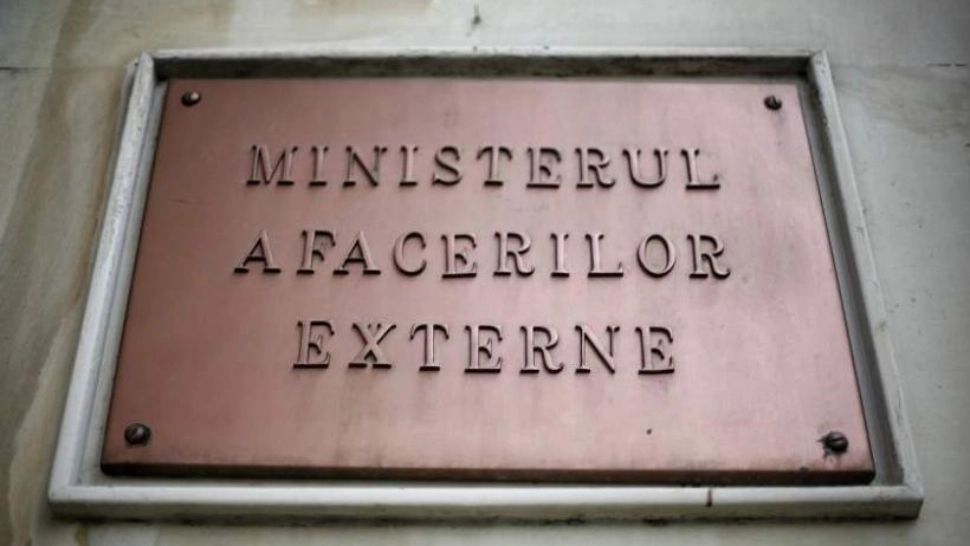 MINISTERUL
AFACERILOR
EXTERNE